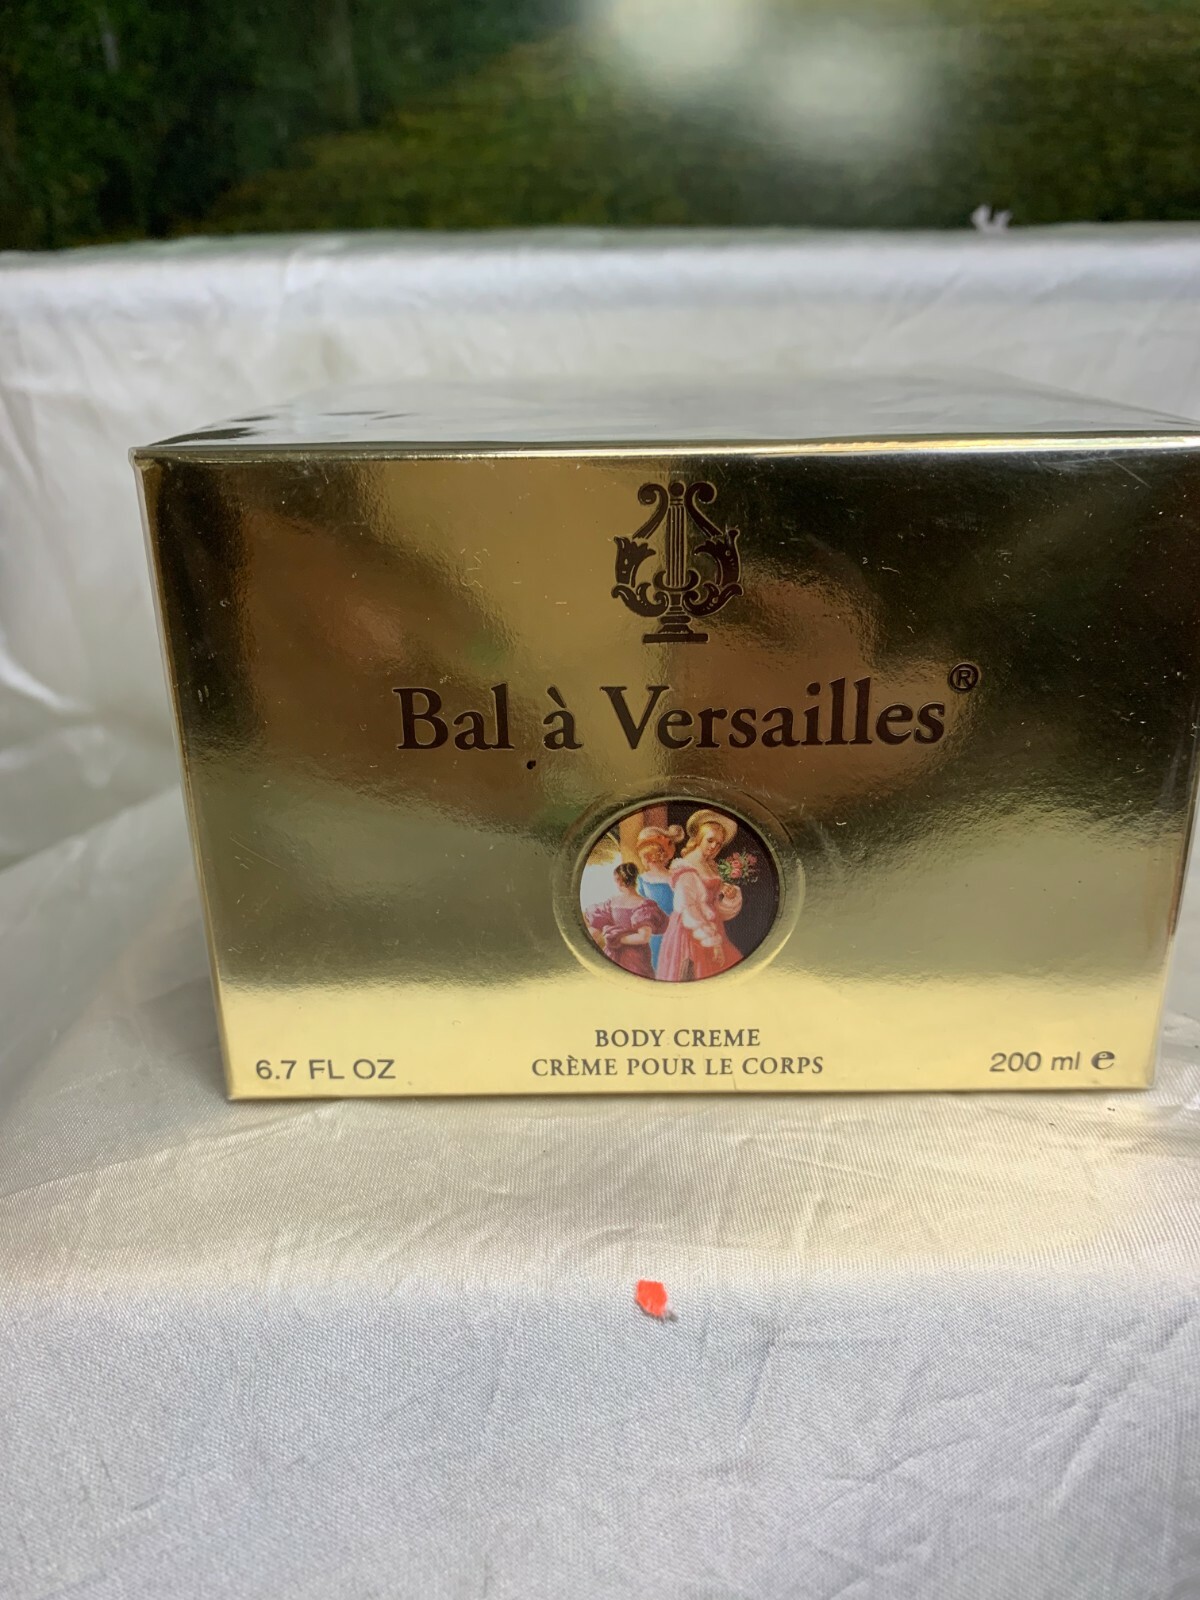 Bal à Versailles®
BODY CREME
CRÈME POUR LE CORPS
6.7 FL OZ
200 ml ℮